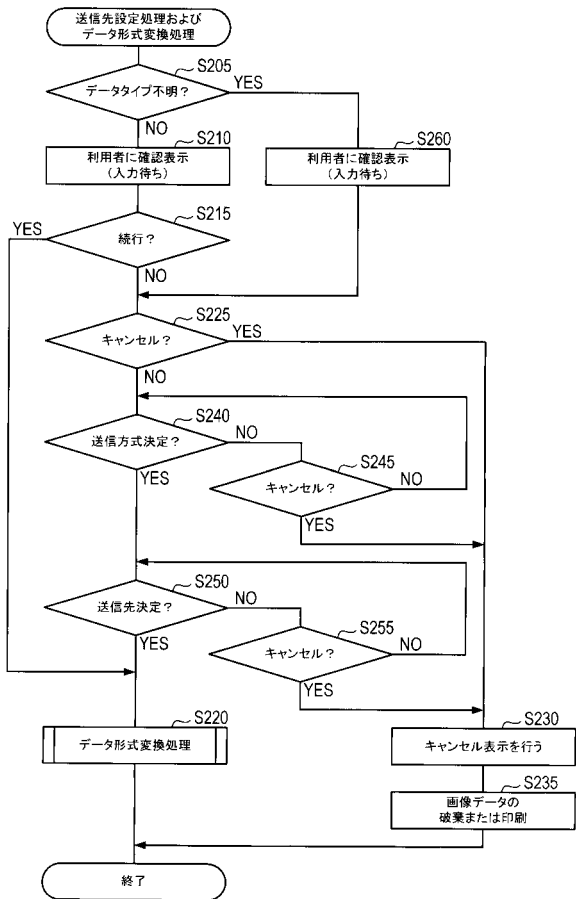 送信先設定処理および
データ形式変換処理
S205
データタイプ不明？
YES
NO
S210
利用者に確認表示
(入力待ち)
S260
利用者に確認表示
(入力待ち)
S215
YES
続行？
NO
S225
キャンセル？
YES
NO
S240
送信方式決定？
NO
YES
S245
キャンセル？
NO
YES
S250
送信先決定？
NO
YES
S255
キャンセル？
NO
YES
S220
データ形式変換処理
S230
キャンセル表示を行う
S235
画像データの
破棄または印刷
終了